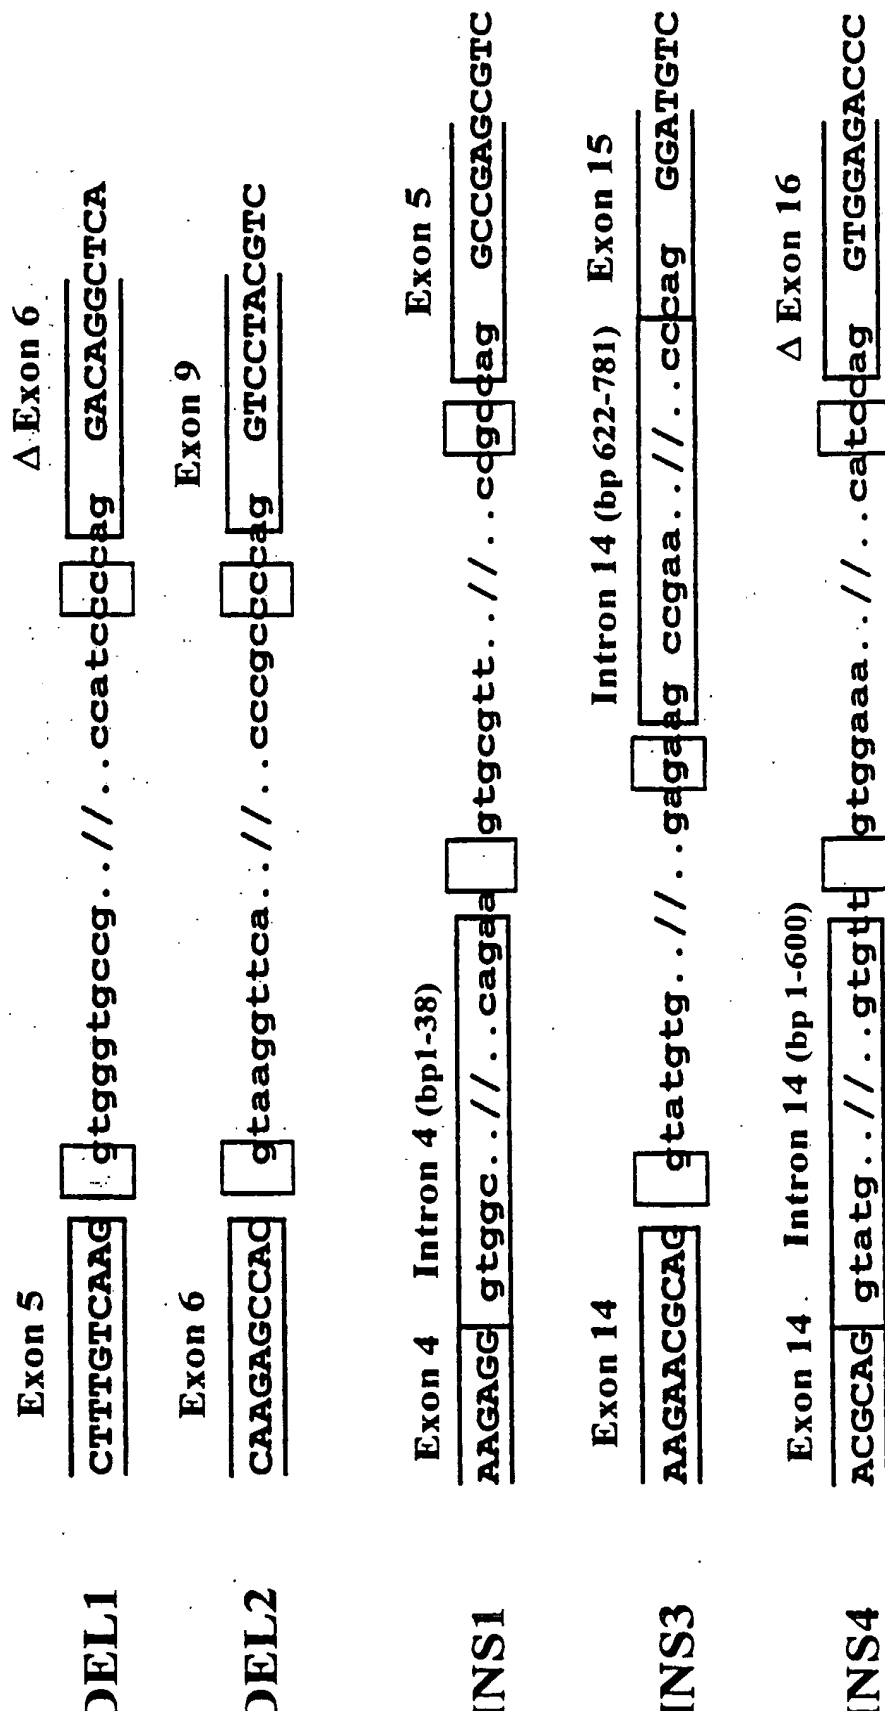 Exon 5 Δ Exon 6
DEL1 CTTTGTCAAG gtgggtgccg..//..ccatccccag GACAGGCTCA
Exon 6 Exon 9
DEL2 CAAGAGCCAC gtaaggttca..//..cccgccccag GTCCTACGTC
Exon 4 Intron 4 (bp1-38) Exon 5
INS1 AAGAGG gtggc..//..cagaa gtgcgtt..//..ccgcccag GCCGAGCGTC
Exon 14 Intron 14 (bp 622-781) Exon 15
INS3 AAGAACGCAG gtatgtg..//..gagaag ccgaa..//..cccag GGATGTC
Exon 14 Intron 14 (bp 1-600) Δ Exon 16
INS4 ACGCAG gtatg..//..gtgtt gtggaaa..//..catccag GTGGAGACCC